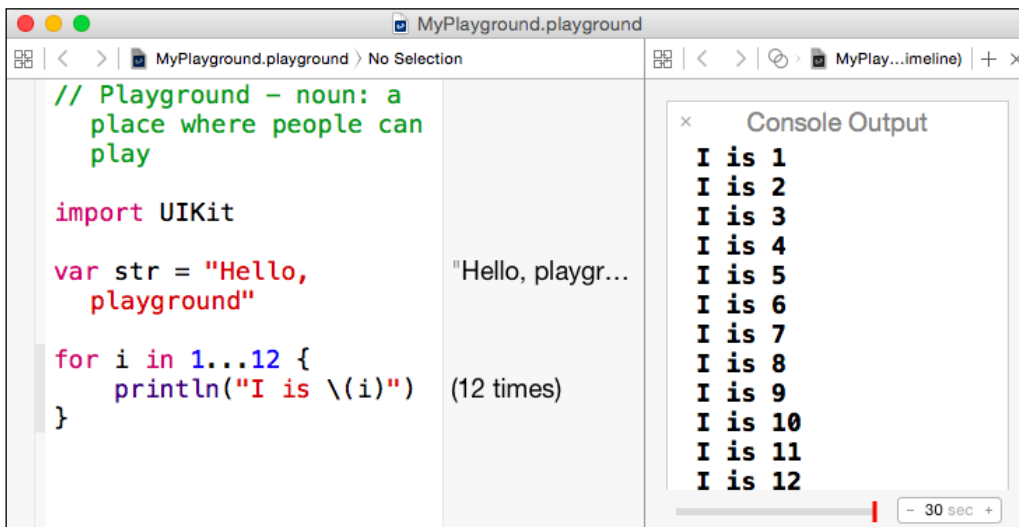 MyPlayground.playground
MyPlayground.playground 〉 No Selection
// Playground – noun: a
place where people can
play
import UIKit
var str = "Hello,
playground"
"Hello, playgr...
for i in 1...12 {
println("I is \(i)")
(12 times)
}
MyPlay...imeline)
Console Output
I is 1
I is 2
I is 3
I is 4
I is 5
I is 6
I is 7
I is 8
I is 9
I is 10
I is 11
I is 12
- 30 sec +